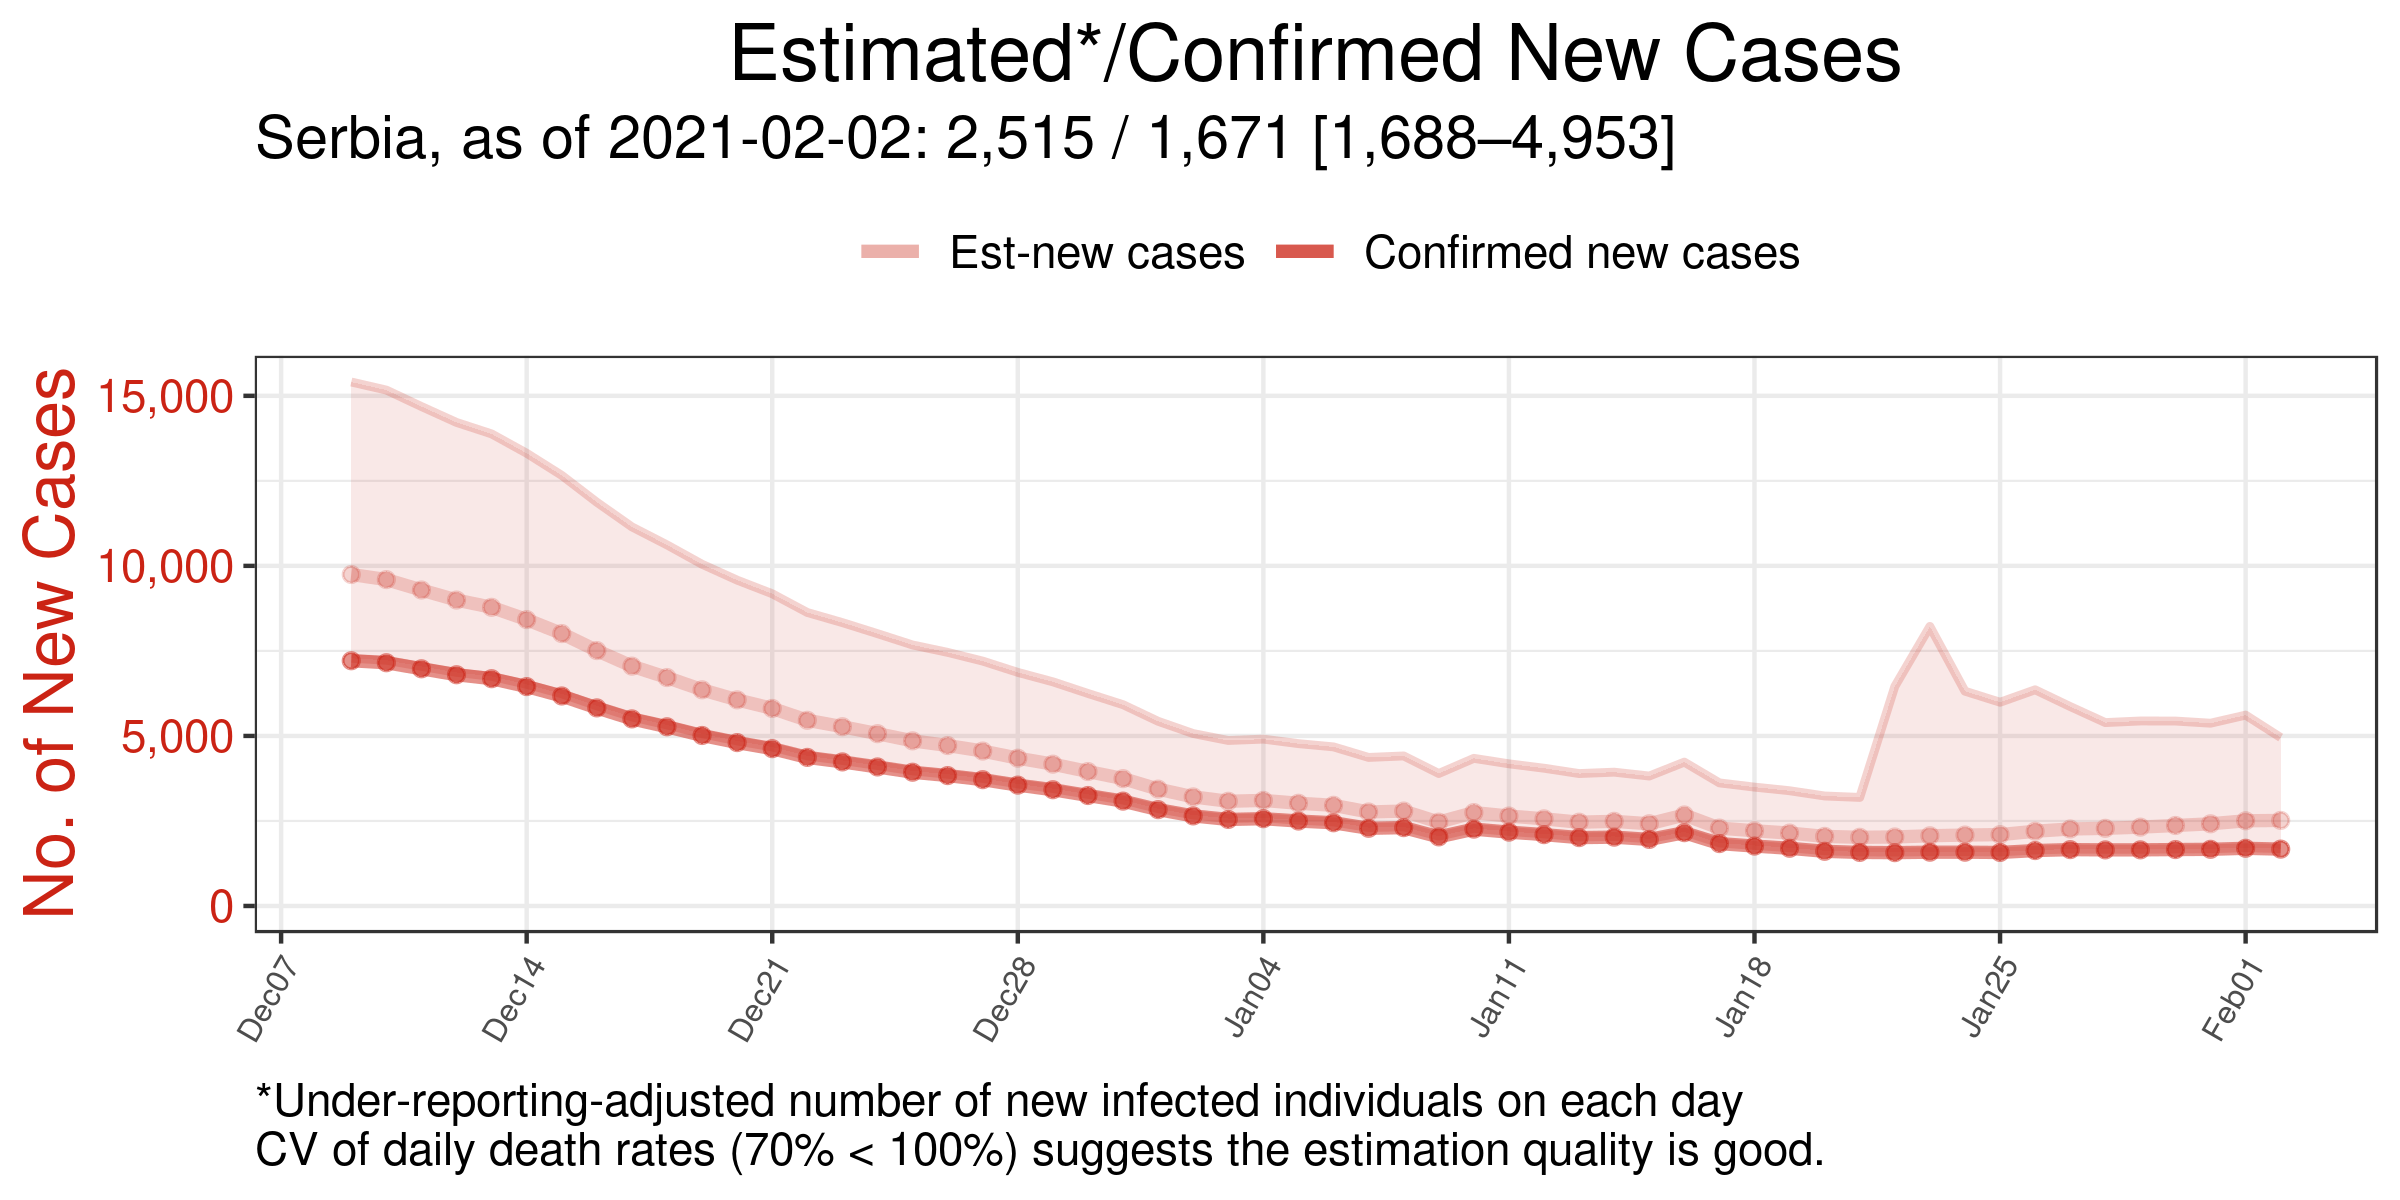 Estimated*/Confirmed New Cases
Serbia, as of 2021-02-02: 2,515 / 1,671 [1,688–4,953]
Est-new cases
Confirmed new cases
No. of New Cases
15,000
10,000
5,000
0
Dec07
Dec14
Dec21
Dec28
Jan04
Jan11
Jan18
Jan25
Feb01
*Under-reporting-adjusted number of new infected individuals on each day
CV of daily death rates (70% < 100%) suggests the estimation quality is good.